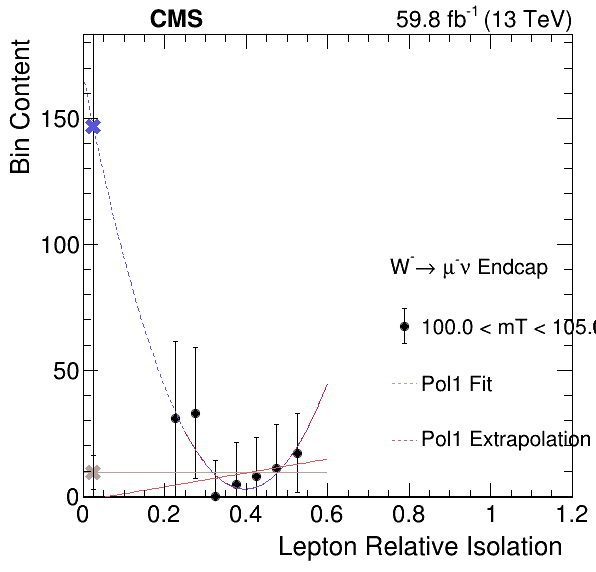 CMS 59.8 fb⁻¹ (13 TeV)
Bin Content
150
100
50
0
W⁻→ μ⁻ν Endcap
100.0 < mT < 105.0
Pol1 Fit
Pol1 Extrapolation
0 0.2 0.4 0.6 0.8 1 1.2
Lepton Relative Isolation